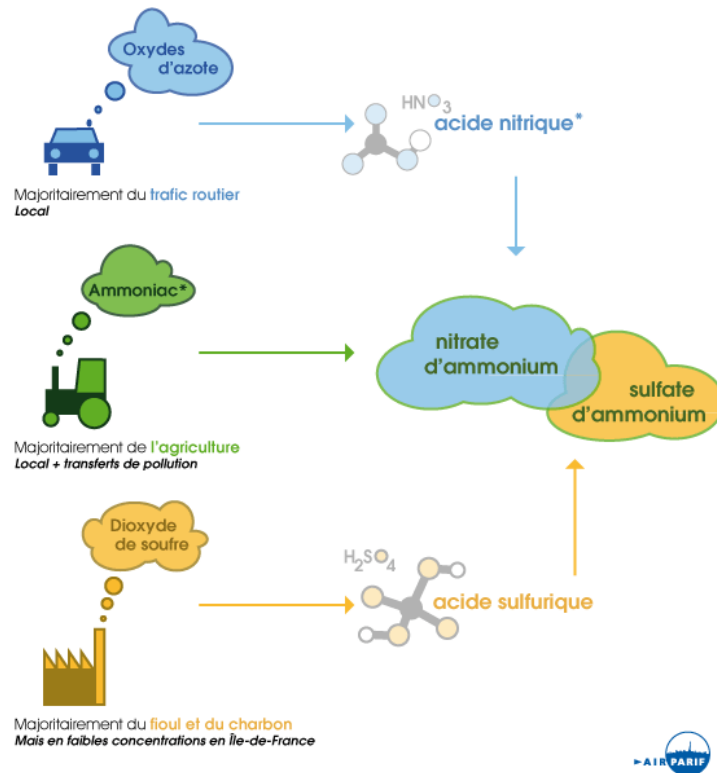 Oxydes
d'azote
HNO3
acide nitrique*
Majoritairement du trafic routier
Local
Ammoniac*
nitrate
d'ammonium
sulfate
d'ammonium
Majoritairement de l'agriculture
Local + transferts de pollution
Dioxyde
de soufre
H2SO4
acide sulfurique
Majoritairement du fioul et du charbon
Mais en faibles concentrations en Île-de-France
AIRPARIF